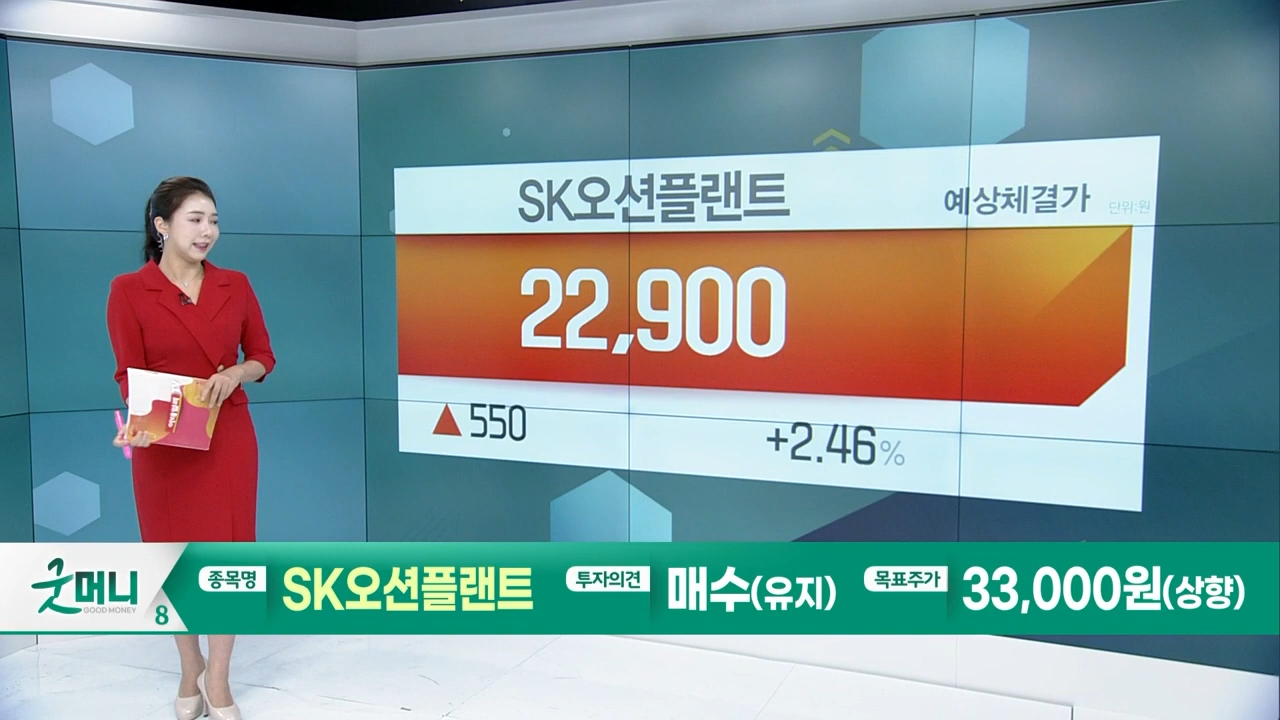 SK오션플랜트 예상체결가 단위:원
22,900
▲550 +2.46%
굿머니 GOOD MONEY 8
종목명 SK오션플랜트 투자의견 매수(유지) 목표주가 33,000원(상향)